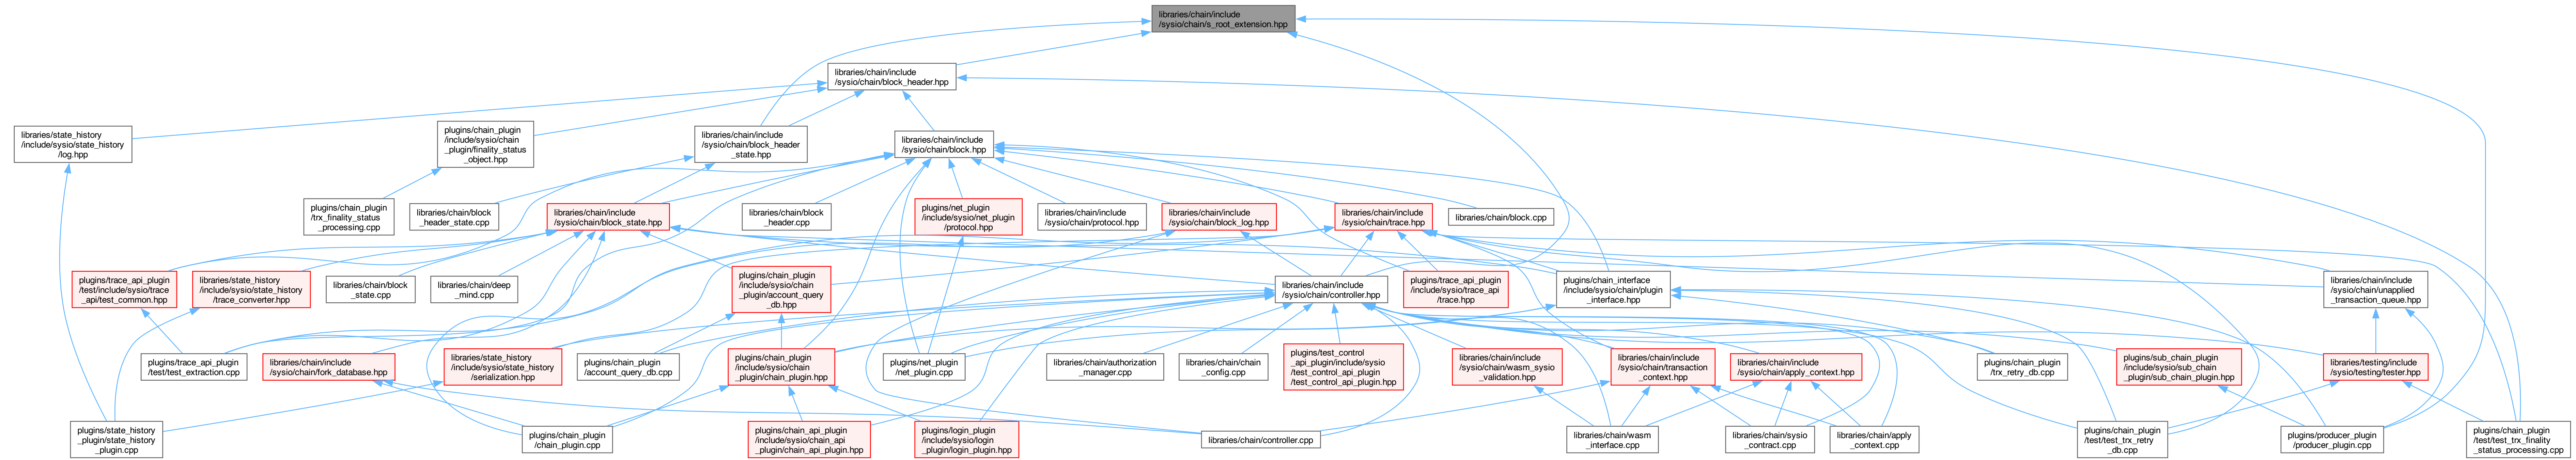 libraries/chain/include
/sysio/chain/s_root_extension.hpp
libraries/chain/include
/sysio/chain/block_header.hpp
libraries/state_history
/include/sysio/state_history
/log.hpp
plugins/chain_plugin
/include/sysio/chain
_plugin/finality_status
_object.hpp
libraries/chain/include
/sysio/chain/block_header
_state.hpp
libraries/chain/include
/sysio/chain/block.hpp
plugins/chain_plugin
/trx_finality_status
_processing.cpp
libraries/chain/block
_header_state.cpp
libraries/chain/include
/sysio/chain/block_state.hpp
libraries/chain/block
_header.cpp
plugins/net_plugin
/include/sysio/net_plugin
/protocol.hpp
libraries/chain/include
/sysio/chain/protocol.hpp
libraries/chain/include
/sysio/chain/block_log.hpp
libraries/chain/include
/sysio/chain/trace.hpp
libraries/chain/block.cpp
plugins/trace_api_plugin
/test/include/sysio/trace
_api/test_common.hpp
libraries/state_history
/include/sysio/state_history
/trace_converter.hpp
libraries/chain/block
_state.cpp
libraries/chain/deep
_mind.cpp
plugins/chain_plugin
/include/sysio/chain
_plugin/account_query
_db.hpp
libraries/chain/include
/sysio/chain/controller.hpp
plugins/trace_api_plugin
/include/sysio/trace_api
/trace.hpp
plugins/chain_interface
/include/sysio/chain/plugin
_interface.hpp
libraries/chain/include
/sysio/chain/unapplied
_transaction_queue.hpp
plugins/trace_api_plugin
/test/test_extraction.cpp
libraries/chain/include
/sysio/chain/fork_database.hpp
libraries/state_history
/include/sysio/state_history
/serialization.hpp
plugins/chain_plugin
/account_query_db.cpp
plugins/chain_plugin
/include/sysio/chain
_plugin/chain_plugin.hpp
plugins/net_plugin
/net_plugin.cpp
libraries/chain/authorization
_manager.cpp
libraries/chain/chain
_config.cpp
plugins/test_control
_api_plugin/include/sysio
/test_control_api_plugin
/test_control_api_plugin.hpp
libraries/chain/include
/sysio/chain/wasm_sysio
_validation.hpp
libraries/chain/include
/sysio/chain/transaction
_context.hpp
libraries/chain/include
/sysio/chain/apply_context.hpp
plugins/chain_plugin
/trx_retry_db.cpp
plugins/sub_chain_plugin
/include/sysio/sub_chain
_plugin/sub_chain_plugin.hpp
libraries/testing/include
/sysio/testing/tester.hpp
plugins/state_history
_plugin/state_history
_plugin.cpp
plugins/chain_plugin
/chain_plugin.cpp
plugins/chain_api_plugin
/include/sysio/chain_api
_plugin/chain_api_plugin.hpp
plugins/login_plugin
/include/sysio/login
_plugin/login_plugin.hpp
libraries/chain/controller.cpp
libraries/chain/wasm
_interface.cpp
libraries/chain/sysio
_contract.cpp
libraries/chain/apply
_context.cpp
plugins/chain_plugin
/test/test_trx_retry
_db.cpp
plugins/producer_plugin
/producer_plugin.cpp
plugins/chain_plugin
/test/test_trx_finality
_status_processing.cpp